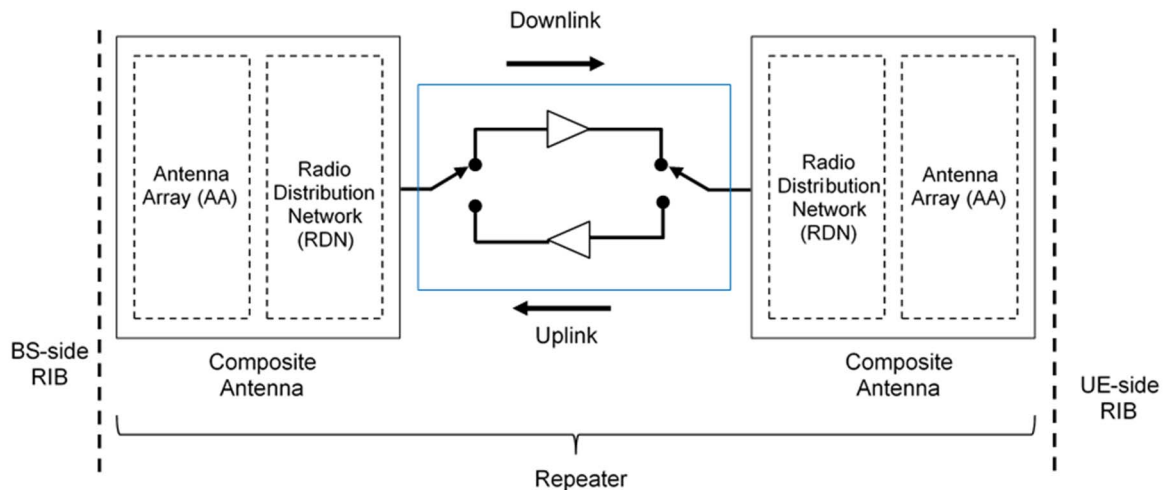 Downlink
Antenna
Array (AA)
Radio
Distribution
Network
(RDN)
Radio
Distribution
Network
(RDN)
Antenna
Array (AA)
Uplink
BS-side
RIB
Composite
Antenna
Composite
Antenna
UE-side
RIB
Repeater